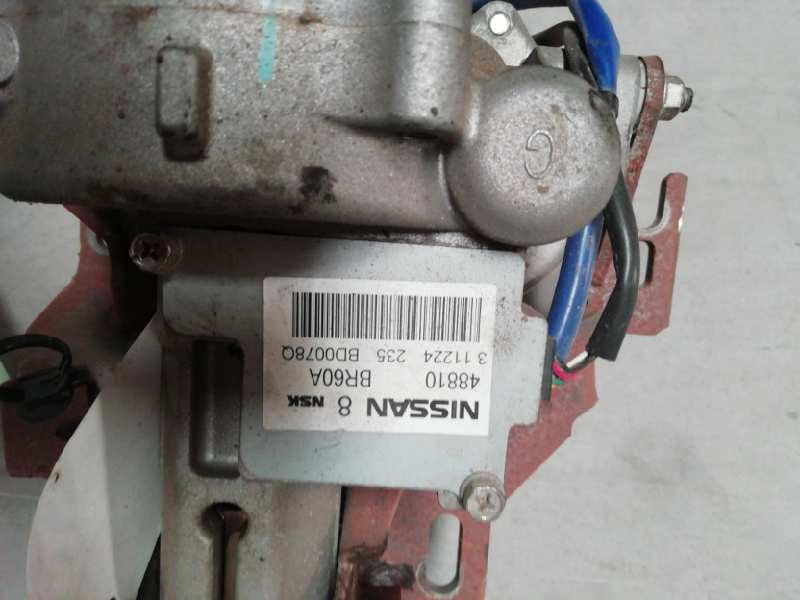 NISSAN 8 NSK
48810 BR60A
3 11224 235 BD0078Q
G